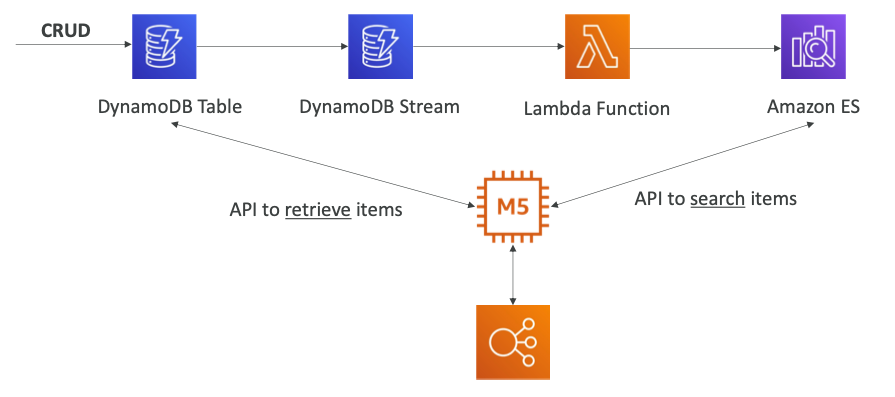 CRUD
DynamoDB Table
DynamoDB Stream
Lambda Function
Amazon ES
API to retrieve items
M5
API to search items